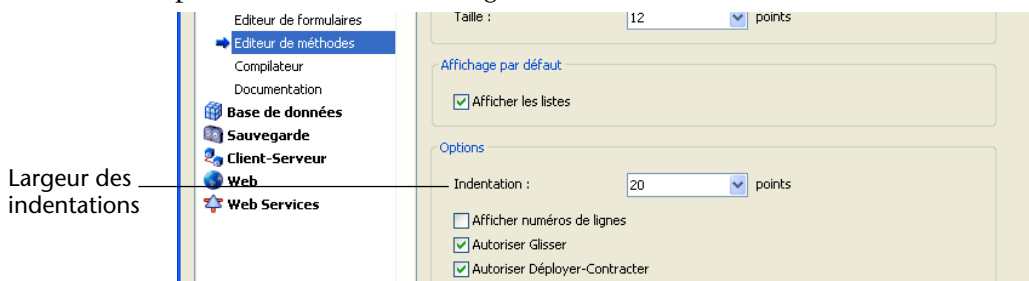 Editeur de formulaires
Editeur de méthodes
Compilateur
Documentation
Base de données
Sauvegarde
Client-Serveur
Web
Web Services
Largeur des
indentations
Taille :
12
points
Affichage par défaut
Afficher les listes
Options
Indentation :
20
points
Afficher numéros de lignes
Autoriser Glisser
Autoriser Déployer-Contracter